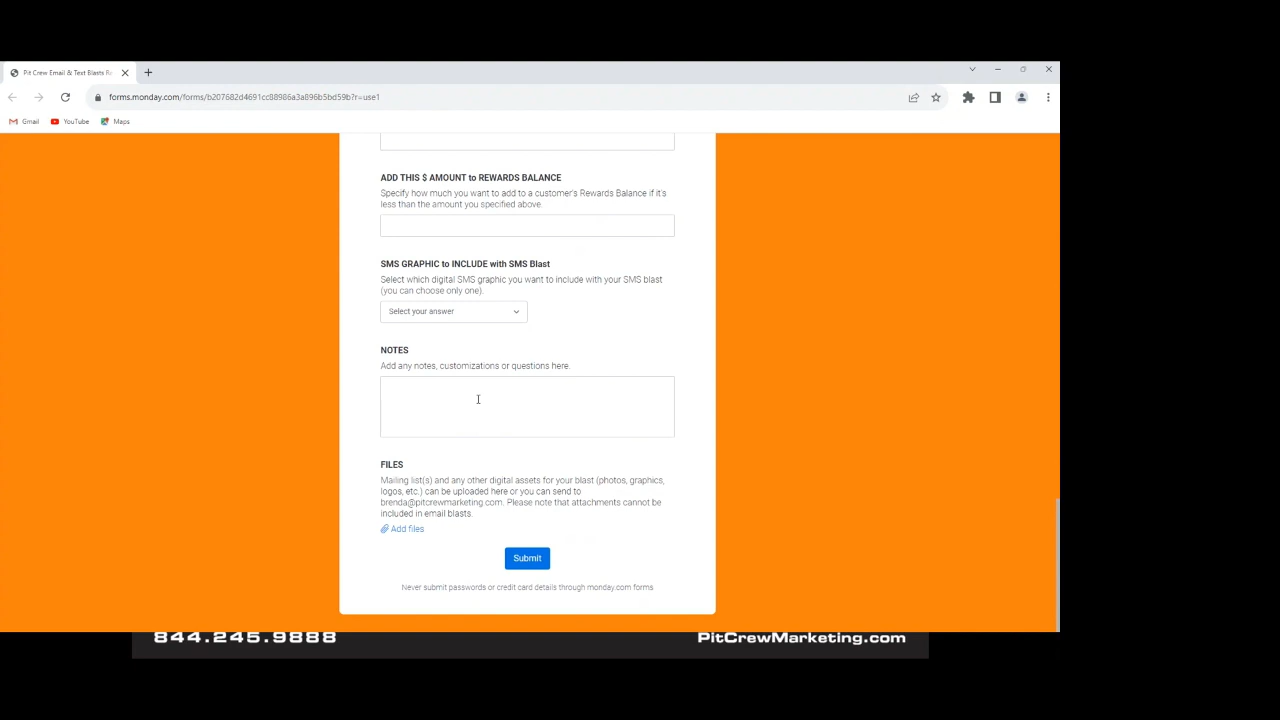 Pit Crew Email & Text Blasts Re
forms.monday.com/forms/b207682d4691cc88986a3a896b5bd59b?r=use1
Gmail YouTube Maps
ADD THIS $ AMOUNT to REWARDS BALANCE
Specify how much you want to add to a customer's Rewards Balance if it's
less than the amount you specified above.
SMS GRAPHIC to INCLUDE with SMS Blast
Select which digital SMS graphic you want to include with your SMS blast
(you can choose only one).
Select your answer
NOTES
Add any notes, customizations or questions here.
FILES
Mailing list(s) and any other digital assets for your blast (photos, graphics,
logos, etc.) can be uploaded here or you can send to
brenda@pitcrewmarketing.com. Please note that attachments cannot be
included in email blasts.
Add files
Submit
Never submit passwords or credit card details through monday.com forms
844.245.9888 PitCrewMarketing.com